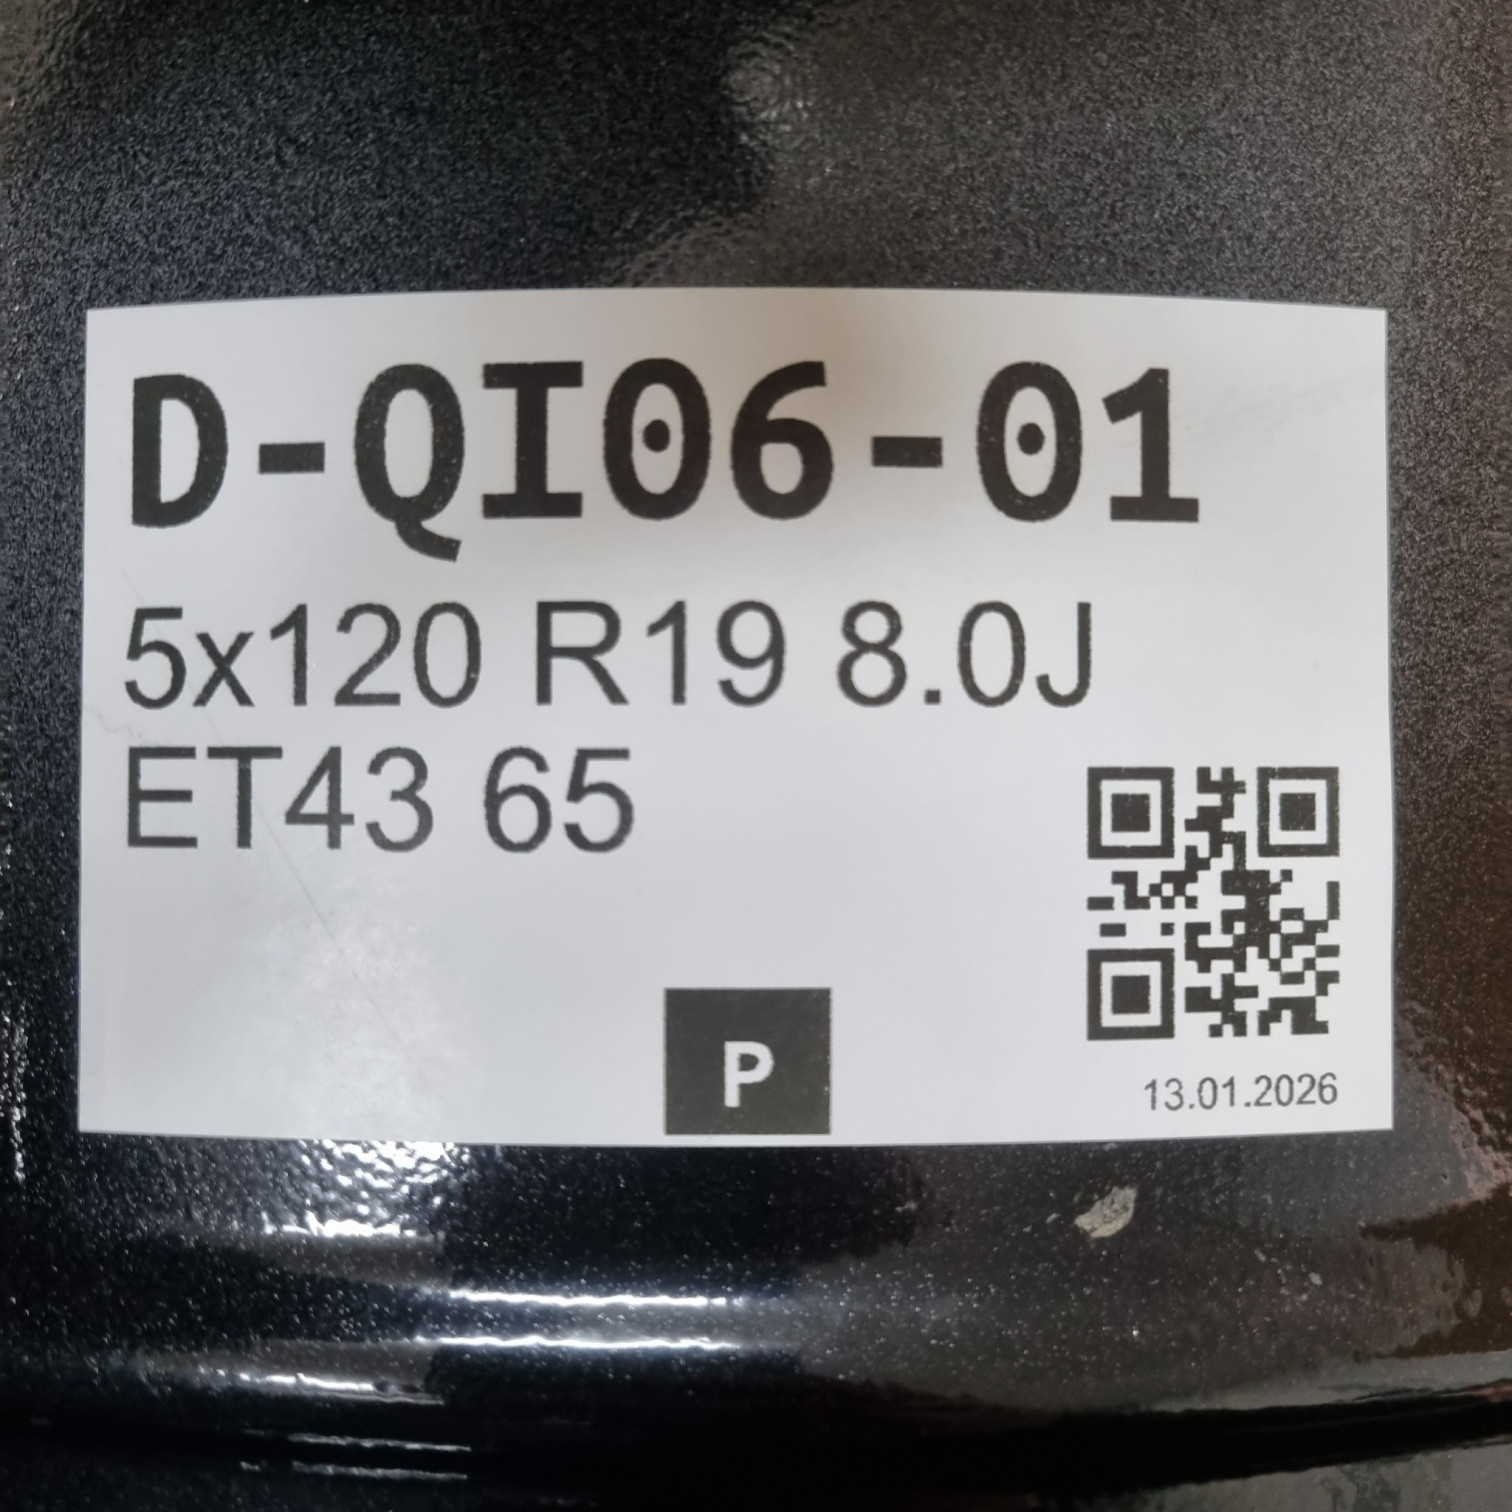 D-QI06-01
5x120 R19 8.0J
ET43 65
P
13.01.2026